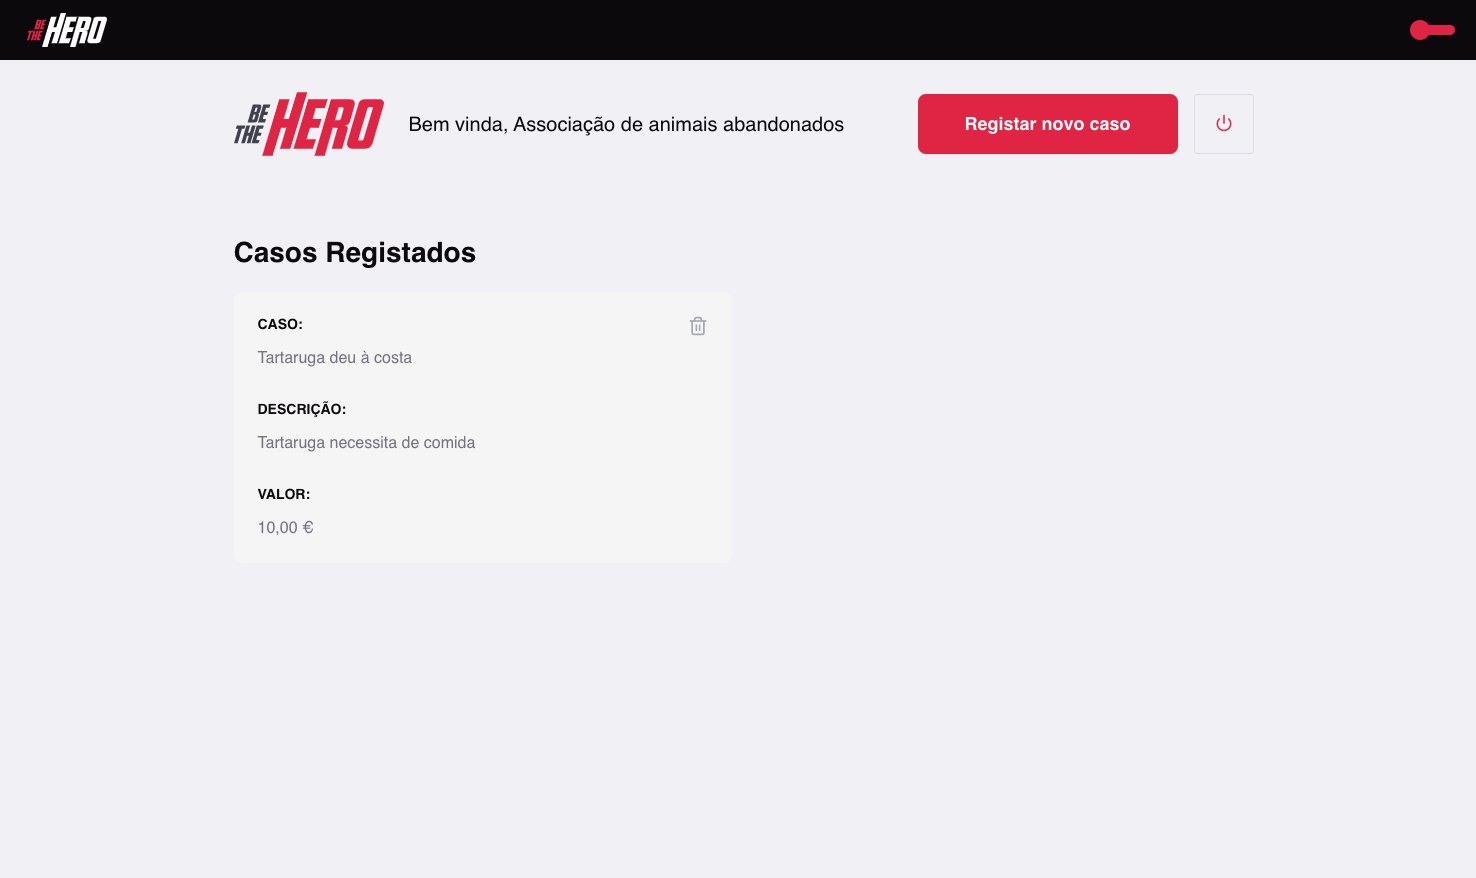 BE THE HERO
BE THE HERO
Bem vinda, Associação de animais abandonados
Registar novo caso
Casos Registados
CASO:
Tartaruga deu à costa
DESCRIÇÃO:
Tartaruga necessita de comida
VALOR:
10,00 €